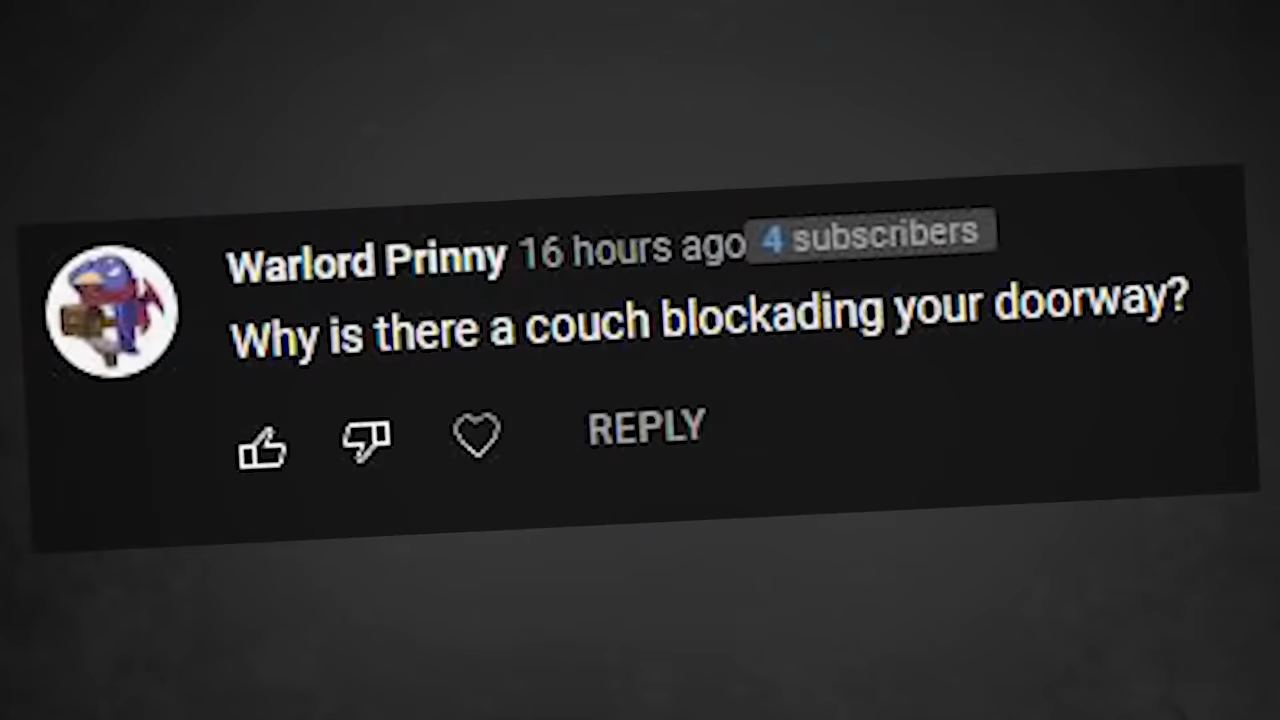 Warlord Prinny 16 hours ago 4 subscribers
Why is there a couch blockading your doorway?
REPLY